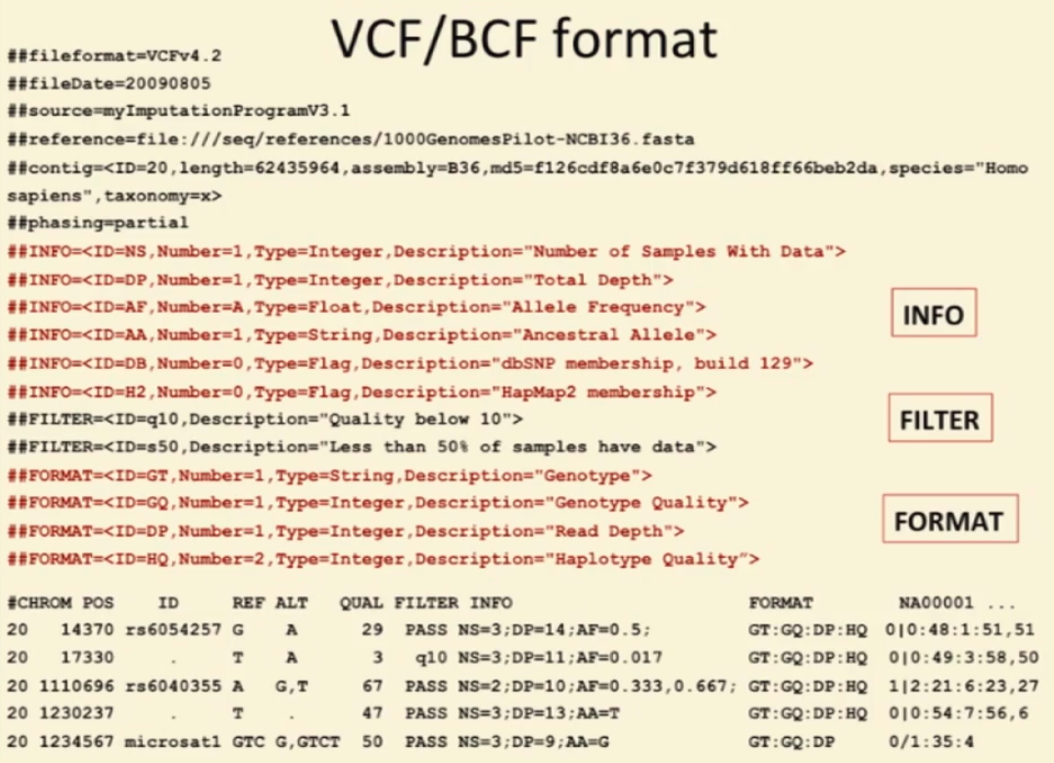 VCF/BCF format
##fileformat=VCFv4.2
##fileDate=20090805
##source=myImputationProgramV3.1
##reference=file:///seq/references/1000GenomesPilot-NCBI36.fasta
##contig=<ID=20,length=62435964,assembly=B36,md5=f126cdf8a6e0c7f379d618ff66beb2da,species="Homo
sapiens",taxonomy=x>
##phasing=partial
##INFO=<ID=NS,Number=1,Type=Integer,Description="Number of Samples With Data">
##INFO=<ID=DP,Number=1,Type=Integer,Description="Total Depth">
##INFO=<ID=AF,Number=A,Type=Float,Description="Allele Frequency">
##INFO=<ID=AA,Number=1,Type=String,Description="Ancestral Allele">
##INFO=<ID=DB,Number=0,Type=Flag,Description="dbSNP membership, build 129">
##INFO=<ID=H2,Number=0,Type=Flag,Description="HapMap2 membership">
INFO
##FILTER=<ID=q10,Description="Quality below 10">
##FILTER=<ID=s50,Description="Less than 50% of samples have data">
FILTER
##FORMAT=<ID=GT,Number=1,Type=String,Description="Genotype">
##FORMAT=<ID=GQ,Number=1,Type=Integer,Description="Genotype Quality">
##FORMAT=<ID=DP,Number=1,Type=Integer,Description="Read Depth">
##FORMAT=<ID=HQ,Number=2,Type=Integer,Description="Haplotype Quality”>
FORMAT
#CHROM POS ID REF ALT QUAL FILTER INFO FORMAT NA00001 ...
20 14370 rs6054257 G A 29 PASS NS=3;DP=14;AF=0.5; GT:GQ:DP:HQ 0|0:48:1:51,51
20 17330 . T A 3 q10 NS=3;DP=11;AF=0.017 GT:GQ:DP:HQ 0|0:49:3:58,50
20 1110696 rs6040355 A G,T 67 PASS NS=2;DP=10;AF=0.333,0.667; GT:GQ:DP:HQ 1|2:21:6:23,27
20 1230237 . T . 47 PASS NS=3;DP=13;AA=T GT:GQ:DP:HQ 0|0:54:7:56,6
20 1234567 microsat1 GTC G,GTCT 50 PASS NS=3;DP=9;AA=G GT:GQ:DP 0/1:35:4